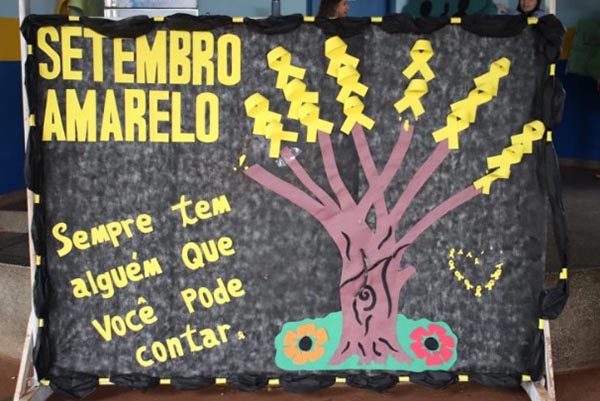 SETEMBRO
AMARELO
Sempre tem
alguém Que
Você Pode
contar.